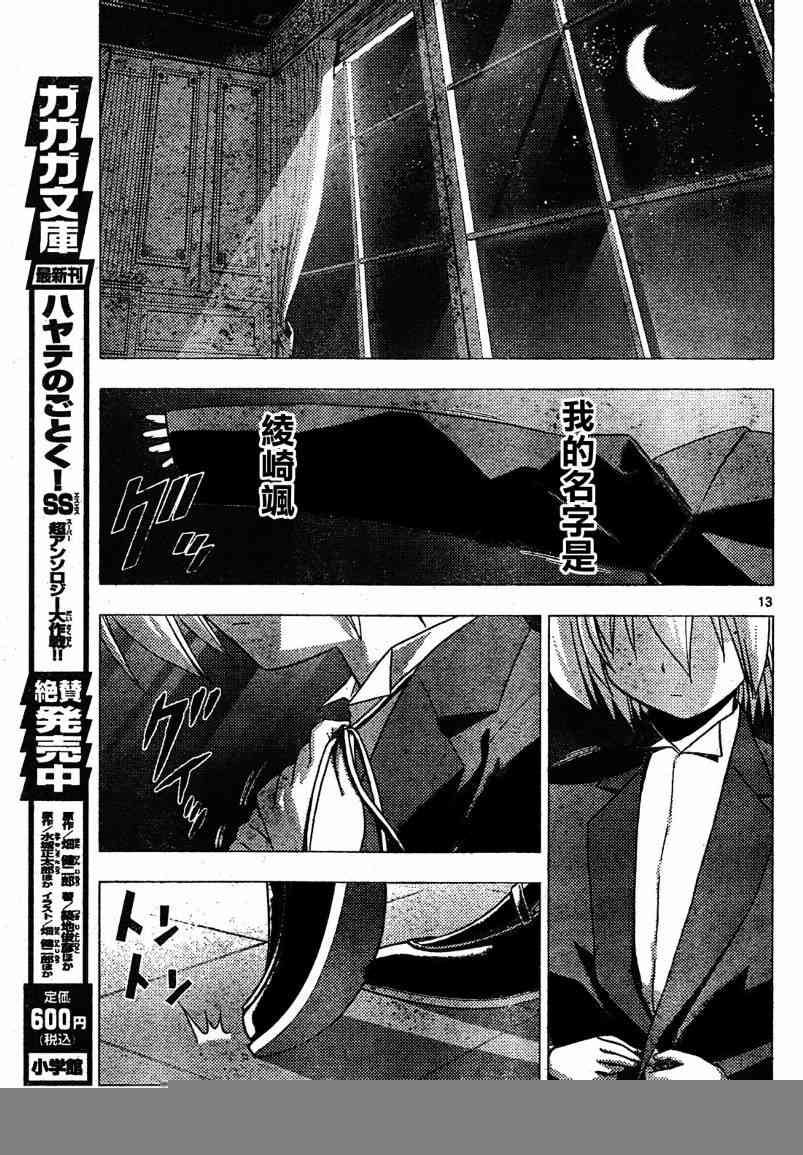 我的名字是
綾崎颯
グッ
13
グイッ
トン
トン
ガガガ文庫
最新刊
ハヤテのごとく!SS
超アンソロジー大作戦!!
絶賛
発売中
定価
600円
(税込)
小学館